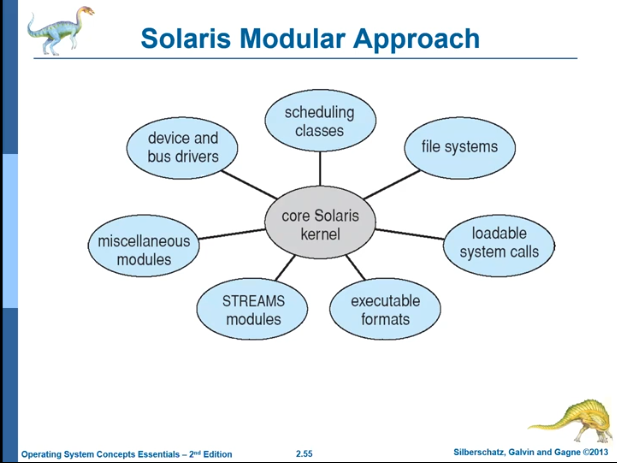 Solaris Modular Approach
scheduling
classes
device and
bus drivers
file systems
core Solaris
kernel
miscellaneous
modules
loadable
system calls
STREAMS
modules
executable
formats
Operating System Concepts Essentials – 2nd Edition
2.55
Silberschatz, Galvin and Gagne ©2013